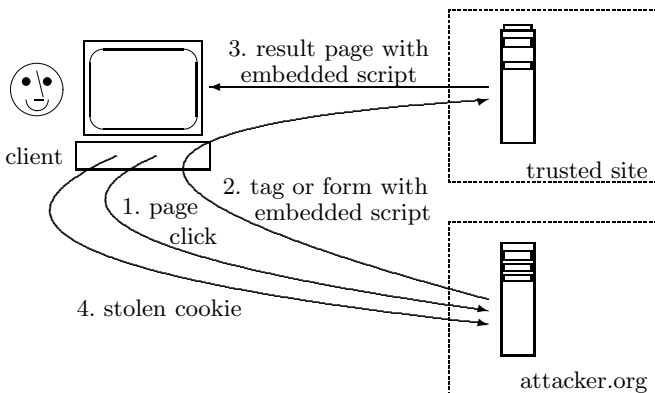 3. result page with
embedded script
client
trusted site
2. tag or form with
embedded script
1. page
click
4. stolen cookie
attacker.org